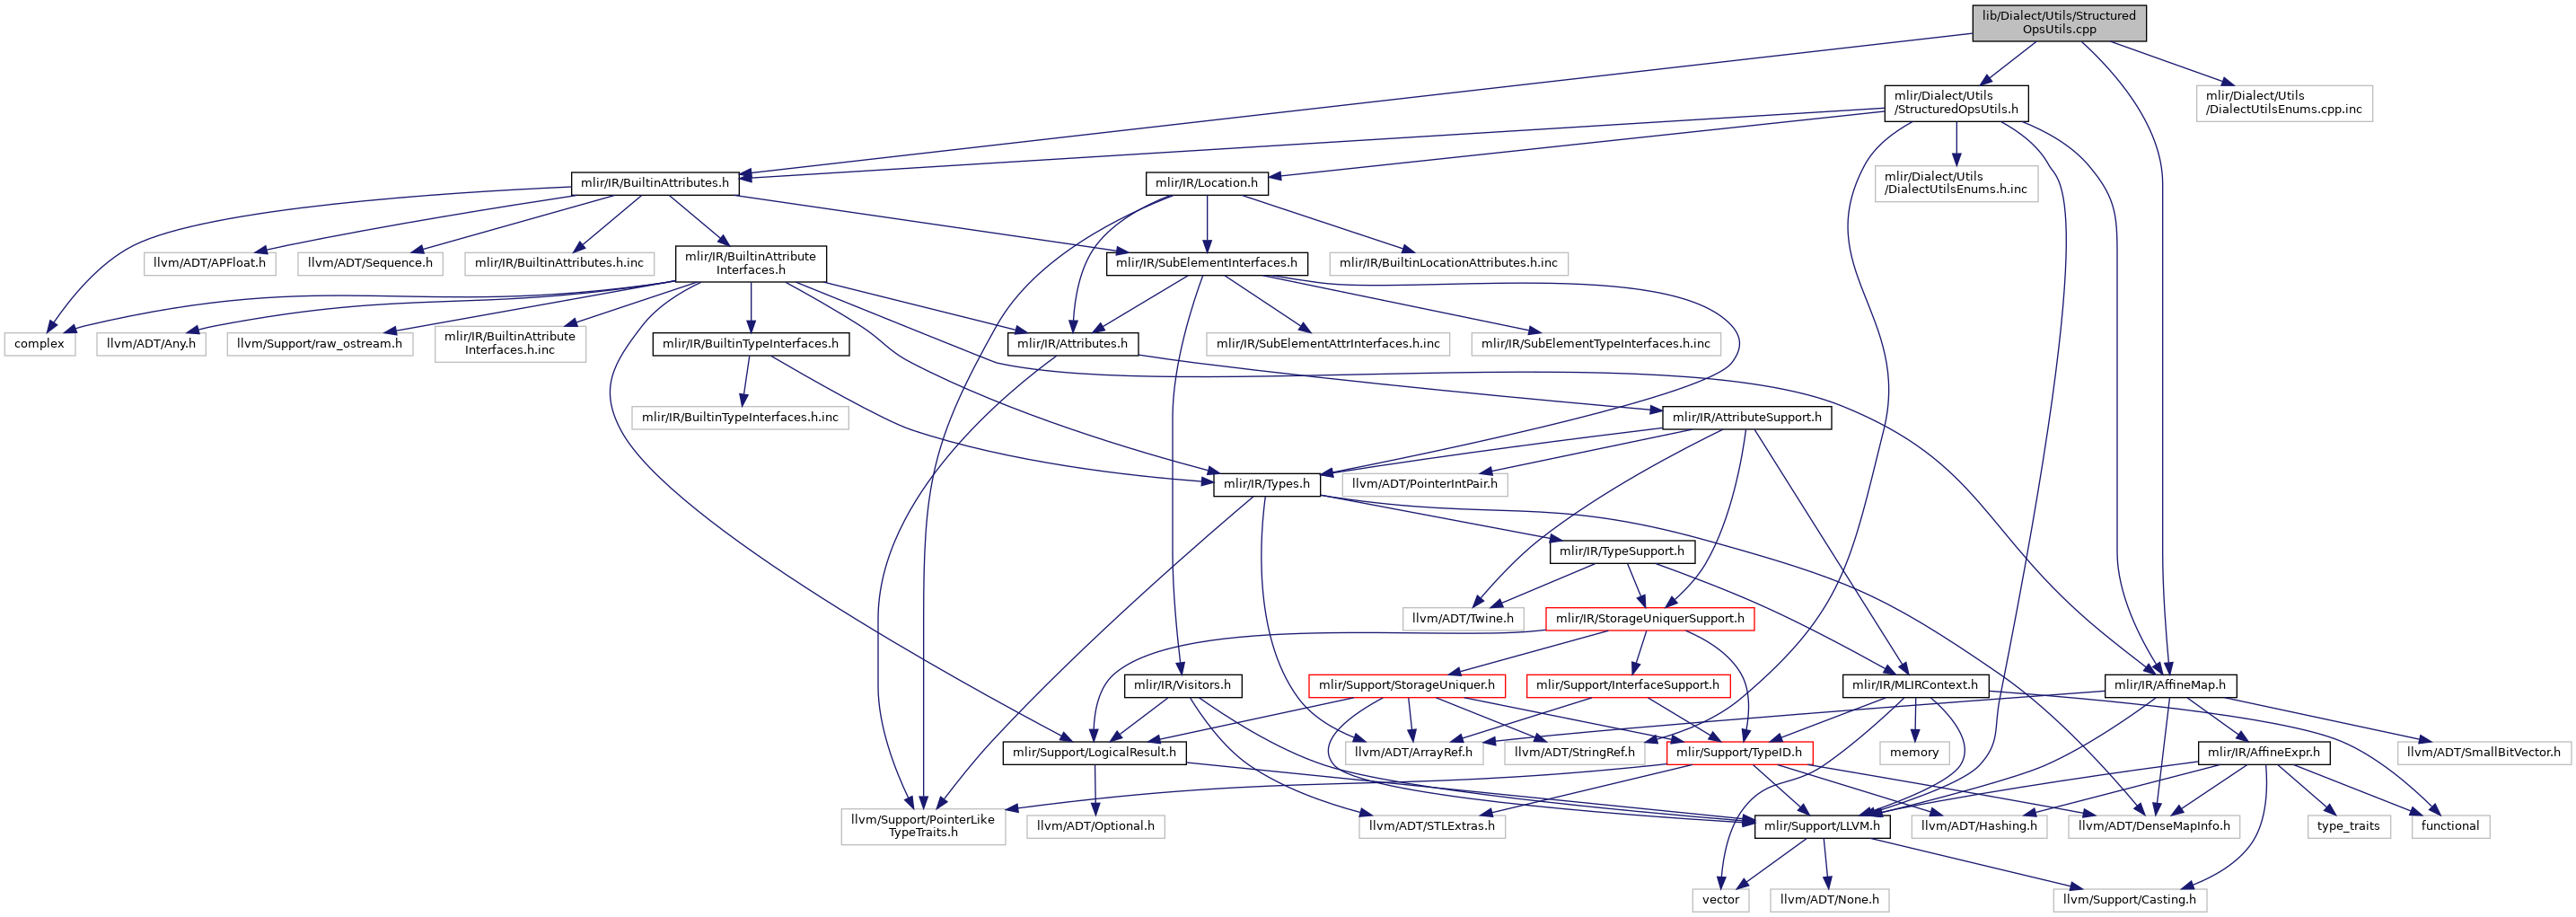 lib/Dialect/Utils/Structured
OpsUtils.cpp
mlir/Dialect/Utils
/StructuredOpsUtils.h
mlir/Dialect/Utils
/DialectUtilsEnums.cpp.inc
mlir/IR/BuiltinAttributes.h
mlir/IR/Location.h
mlir/Dialect/Utils
/DialectUtilsEnums.h.inc
llvm/ADT/APFloat.h
llvm/ADT/Sequence.h
mlir/IR/BuiltinAttributes.h.inc
mlir/IR/BuiltinAttribute
Interfaces.h
mlir/IR/SubElementInterfaces.h
mlir/IR/BuiltinLocationAttributes.h.inc
complex
llvm/ADT/Any.h
llvm/Support/raw_ostream.h
mlir/IR/BuiltinAttribute
Interfaces.h.inc
mlir/IR/BuiltinTypeInterfaces.h
mlir/IR/Attributes.h
mlir/IR/SubElementAttrInterfaces.h.inc
mlir/IR/SubElementTypeInterfaces.h.inc
mlir/IR/BuiltinTypeInterfaces.h.inc
mlir/IR/AttributeSupport.h
mlir/IR/Types.h
llvm/ADT/PointerIntPair.h
mlir/IR/TypeSupport.h
llvm/ADT/Twine.h
mlir/IR/StorageUniquerSupport.h
mlir/IR/Visitors.h
mlir/Support/StorageUniquer.h
mlir/Support/InterfaceSupport.h
mlir/IR/MLIRContext.h
mlir/IR/AffineMap.h
mlir/Support/LogicalResult.h
llvm/ADT/ArrayRef.h
llvm/ADT/StringRef.h
mlir/Support/TypeID.h
memory
mlir/IR/AffineExpr.h
llvm/ADT/SmallBitVector.h
llvm/Support/PointerLike
TypeTraits.h
llvm/ADT/Optional.h
llvm/ADT/STLExtras.h
mlir/Support/LLVM.h
llvm/ADT/Hashing.h
llvm/ADT/DenseMapInfo.h
type_traits
functional
vector
llvm/ADT/None.h
llvm/Support/Casting.h